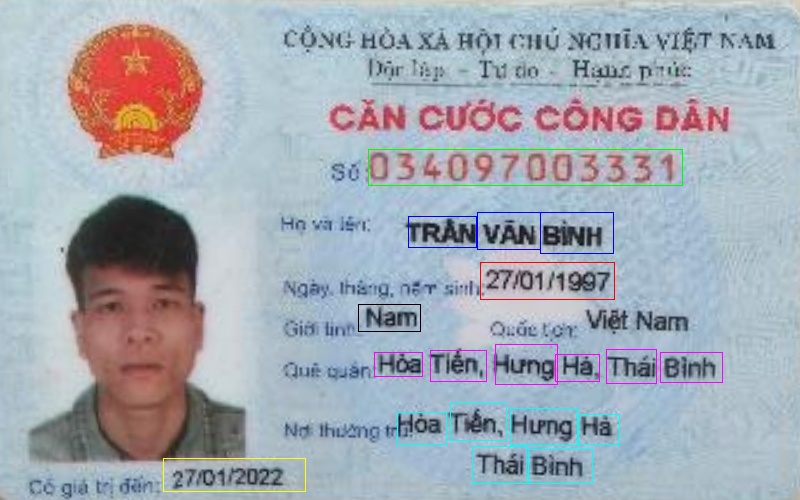 CỘNG HÒA XÃ HỘI CHỦ NGHĨA VIỆT NAM
Độc lập - Tự do - Hạnh phúc
CĂN CƯỚC CÔNG DÂN
Số: 034097003331
Họ và tên: TRẦN VĂN BÌNH
Ngày, tháng, năm sinh: 27/01/1997
Giới tính: Nam Quốc tịch: Việt Nam
Quê quán: Hòa Tiến, Hưng Hà, Thái Bình
Nơi thường trú: Hòa Tiến, Hưng Hà
Thái Bình
Có giá trị đến: 27/01/2022